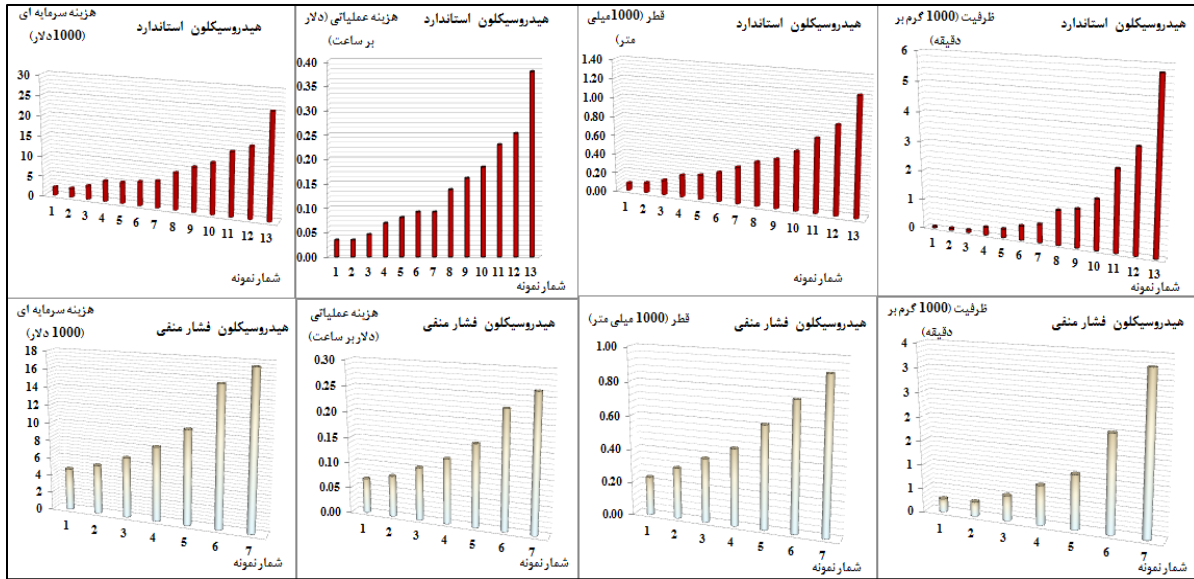 هزینه سرمایه ای
(1000دلار)
هیدروسیکلون استاندارد
30
25
20
15
10
5
0
1 2 3 4 5 6 7 8 9 10 11 12 13
شمار نمونه
هزینه عملیاتی (دلار
بر ساعت)
هیدروسیکلون استاندارد
0.40
0.35
0.30
0.25
0.20
0.15
0.10
0.05
0.00
1 2 3 4 5 6 7 8 9 10 11 12 13
شمار نمونه
قطر (1000میلی
متر)
هیدروسیکلون استاندارد
1.40
1.20
1.00
0.80
0.60
0.40
0.20
0.00
1 2 3 4 5 6 7 8 9 10 11 12 13
شمار نمونه
ظرفیت (1000 گرم بر
دقیقه)
هیدروسیکلون استاندارد
6
5
4
3
2
1
0
1 2 3 4 5 6 7 8 9 10 11 12 13
شمار نمونه
هزینه سرمایه ای
(1000 دلار)
هیدروسیکلون فشار منفی
18
16
14
12
10
8
6
4
2
0
1 2 3 4 5 6 7
شمار نمونه
هزینه عملیاتی
(دلار بر ساعت)
هیدروسیکلون فشار منفی
0.30
0.25
0.20
0.15
0.10
0.05
0.00
1 2 3 4 5 6 7
شمار نمونه
قطر (1000 میلی متر)
هیدروسیکلون فشار منفی
1.00
0.80
0.60
0.40
0.20
0.00
1 2 3 4 5 6 7
شمار نمونه
ظرفیت (1000 گرم بر
دقیقه)
هیدروسیکلون فشار منفی
4
3
3
2
2
1
1
0
1 2 3 4 5 6 7
شمار نمونه